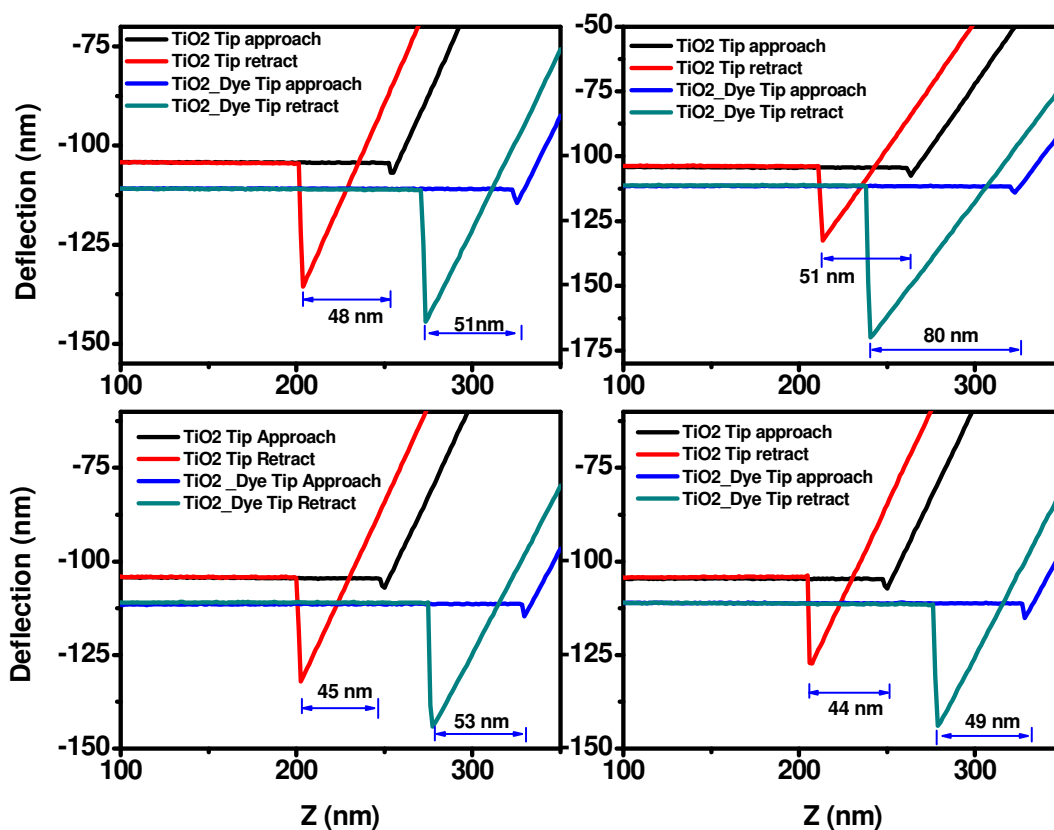 TiO2 Tip approach
TiO2 Tip retract
TiO2_Dye Tip approach
TiO2_Dye Tip retract
-75
-100
-125
-150
Deflection (nm)
48 nm
51nm
100
200
300
TiO2 Tip approach
TiO2 Tip retract
TiO2_Dye Tip approach
TiO2_Dye Tip retract
-50
-75
-100
-125
-150
-175
51 nm
80 nm
100
200
300
TiO2 Tip Approach
TiO2 Tip Retract
TiO2 _Dye Tip Approach
TiO2_Dye Tip Retract
-75
-100
-125
-150
Deflection (nm)
45 nm
53 nm
100
200
300
Z (nm)
TiO2 Tip approach
TiO2 Tip retract
TiO2_Dye Tip approach
TiO2_Dye Tip retract
-75
-100
-125
-150
44 nm
49 nm
100
200
300
Z (nm)